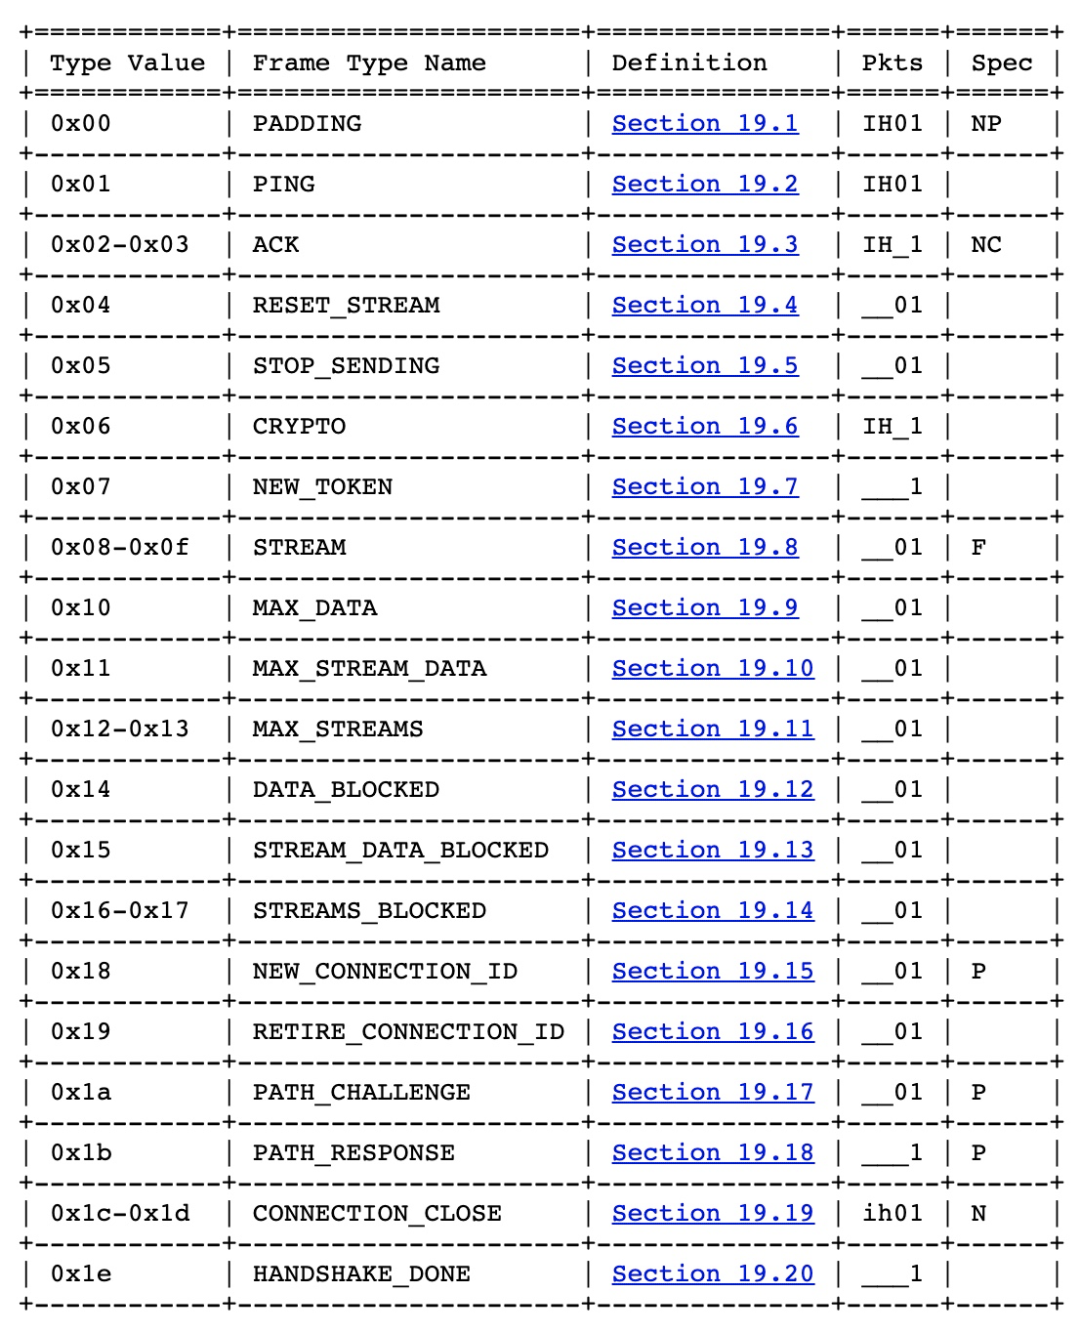 +============+======================+===============+======+======+
| Type Value | Frame Type Name      | Definition    | Pkts | Spec |
+============+======================+===============+======+======+
| 0x00       | PADDING              | Section 19.1  | IH01 | NP   |
+------------+----------------------+---------------+------+------+
| 0x01       | PING                 | Section 19.2  | IH01 |      |
+------------+----------------------+---------------+------+------+
| 0x02-0x03  | ACK                  | Section 19.3  | IH_1 | NC   |
+------------+----------------------+---------------+------+------+
| 0x04       | RESET_STREAM         | Section 19.4  | __01 |      |
+------------+----------------------+---------------+------+------+
| 0x05       | STOP_SENDING         | Section 19.5  | __01 |      |
+------------+----------------------+---------------+------+------+
| 0x06       | CRYPTO               | Section 19.6  | IH_1 |      |
+------------+----------------------+---------------+------+------+
| 0x07       | NEW_TOKEN            | Section 19.7  | ___1 |      |
+------------+----------------------+---------------+------+------+
| 0x08-0x0f  | STREAM               | Section 19.8  | __01 | F    |
+------------+----------------------+---------------+------+------+
| 0x10       | MAX_DATA             | Section 19.9  | __01 |      |
+------------+----------------------+---------------+------+------+
| 0x11       | MAX_STREAM_DATA      | Section 19.10 | __01 |      |
+------------+----------------------+---------------+------+------+
| 0x12-0x13  | MAX_STREAMS          | Section 19.11 | __01 |      |
+------------+----------------------+---------------+------+------+
| 0x14       | DATA_BLOCKED         | Section 19.12 | __01 |      |
+------------+----------------------+---------------+------+------+
| 0x15       | STREAM_DATA_BLOCKED  | Section 19.13 | __01 |      |
+------------+----------------------+---------------+------+------+
| 0x16-0x17  | STREAMS_BLOCKED      | Section 19.14 | __01 |      |
+------------+----------------------+---------------+------+------+
| 0x18       | NEW_CONNECTION_ID    | Section 19.15 | __01 | P    |
+------------+----------------------+---------------+------+------+
| 0x19       | RETIRE_CONNECTION_ID | Section 19.16 | __01 |      |
+------------+----------------------+---------------+------+------+
| 0x1a       | PATH_CHALLENGE       | Section 19.17 | __01 | P    |
+------------+----------------------+---------------+------+------+
| 0x1b       | PATH_RESPONSE        | Section 19.18 | ___1 | P    |
+------------+----------------------+---------------+------+------+
| 0x1c-0x1d  | CONNECTION_CLOSE     | Section 19.19 | ih01 | N    |
+------------+----------------------+---------------+------+------+
| 0x1e       | HANDSHAKE_DONE       | Section 19.20 | ___1 |      |
+------------+----------------------+---------------+------+------+